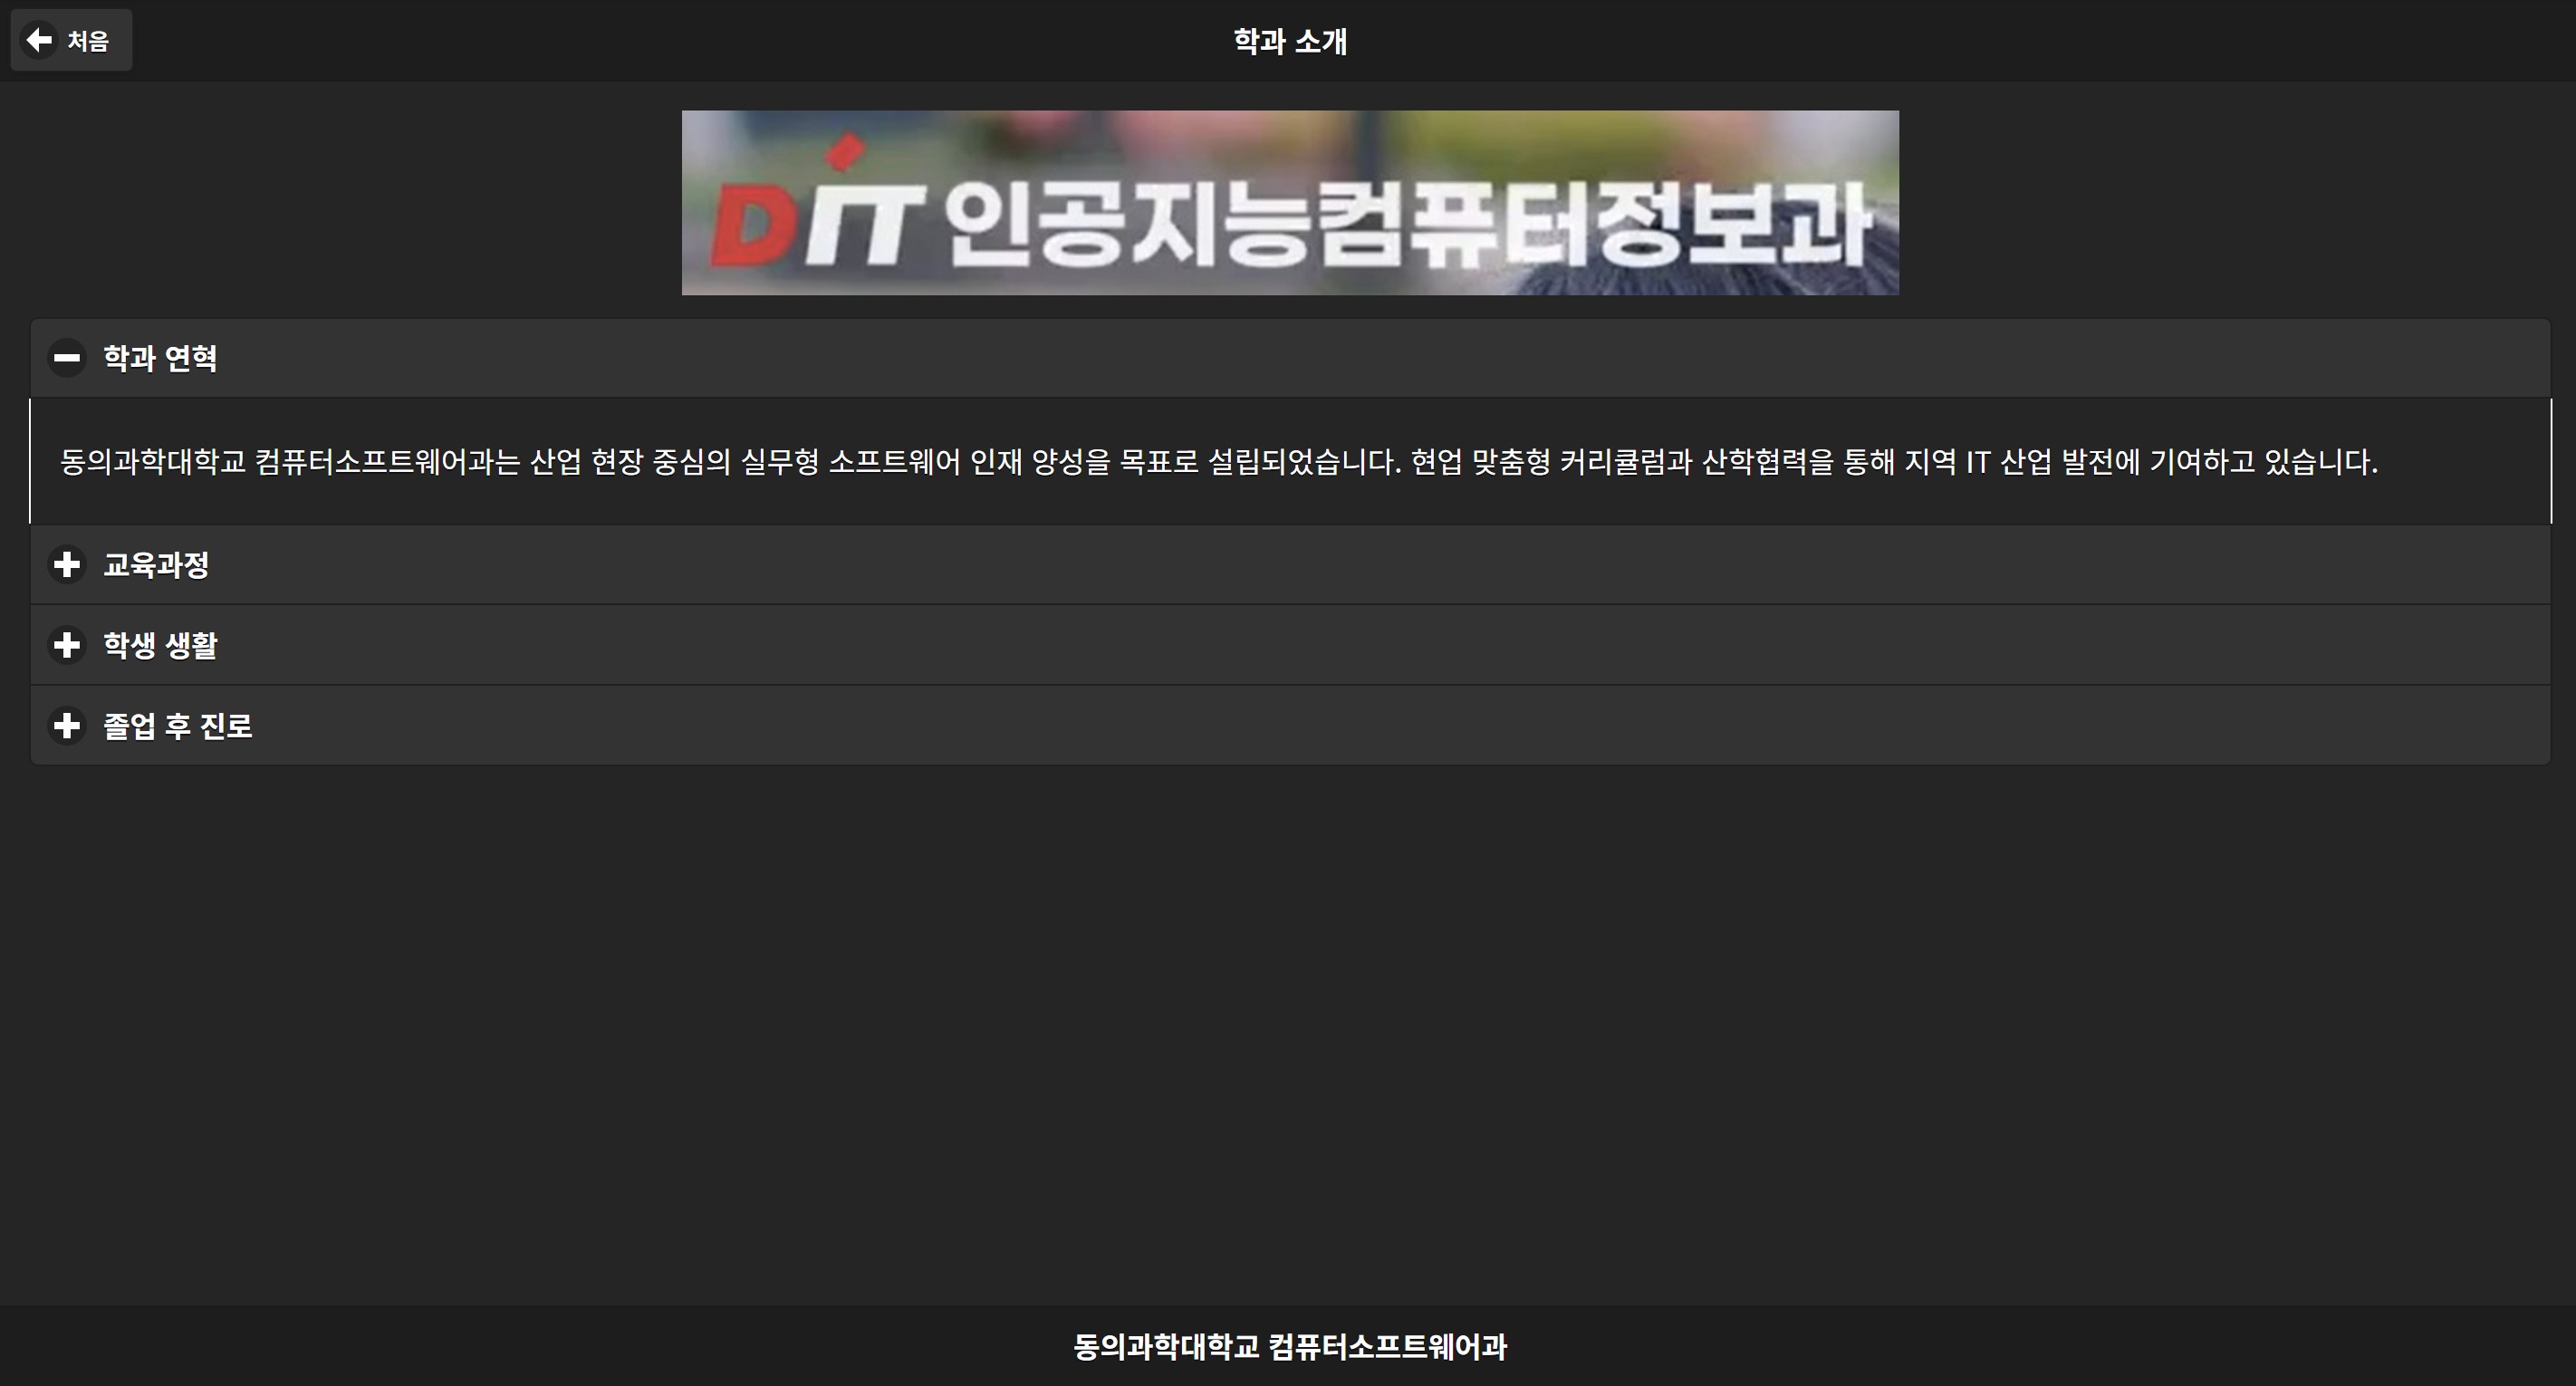 처음
학과 소개
DIT 인공지능컴퓨터정보과
학과 연혁
동의과학대학교 컴퓨터소프트웨어과는 산업 현장 중심의 실무형 소프트웨어 인재 양성을 목표로 설립되었습니다. 현업 맞춤형 커리큘럼과 산학협력을 통해 지역 IT 산업 발전에 기여하고 있습니다.
교육과정
학생 생활
졸업 후 진로
동의과학대학교 컴퓨터소프트웨어과